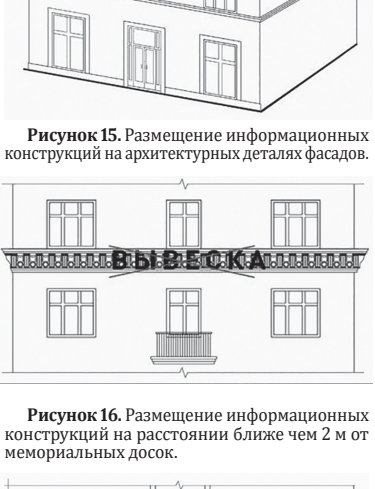 Рисунок 15. Размещение информационных
конструкций на архитектурных деталях фасадов.
ВЫВЕСКА
Рисунок 16. Размещение информационных
конструкций на расстоянии ближе чем 2 м от
мемориальных досок.